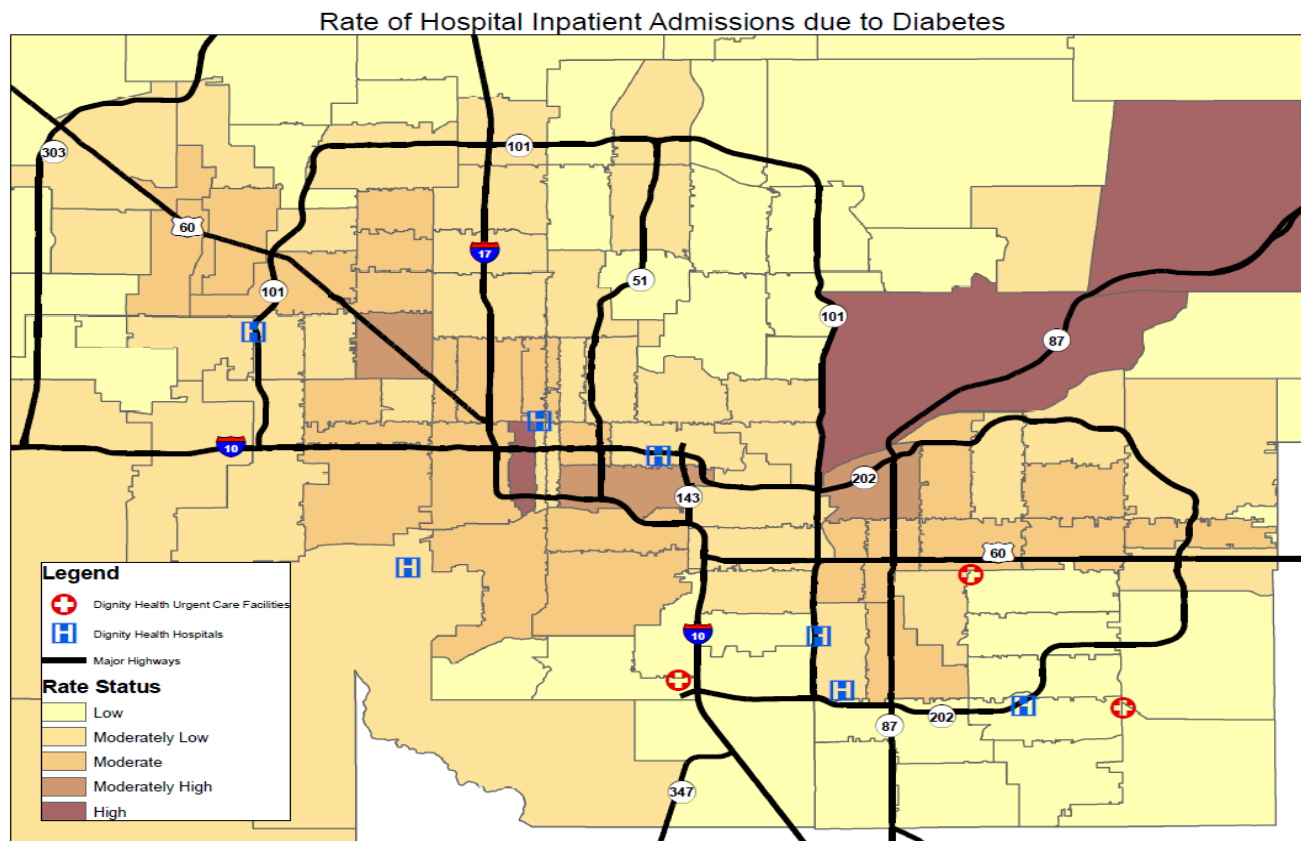 Rate of Hospital Inpatient Admissions due to Diabetes
303
101
60
17
51
101
101
87
10
202
143
60
10
202
87
347
Legend
Dignity Health Urgent Care Facilities
H Dignity Health Hospitals
Major Highways
Rate Status
Low
Moderately Low
Moderate
Moderately High
High
H
H
H
H
H
H
H